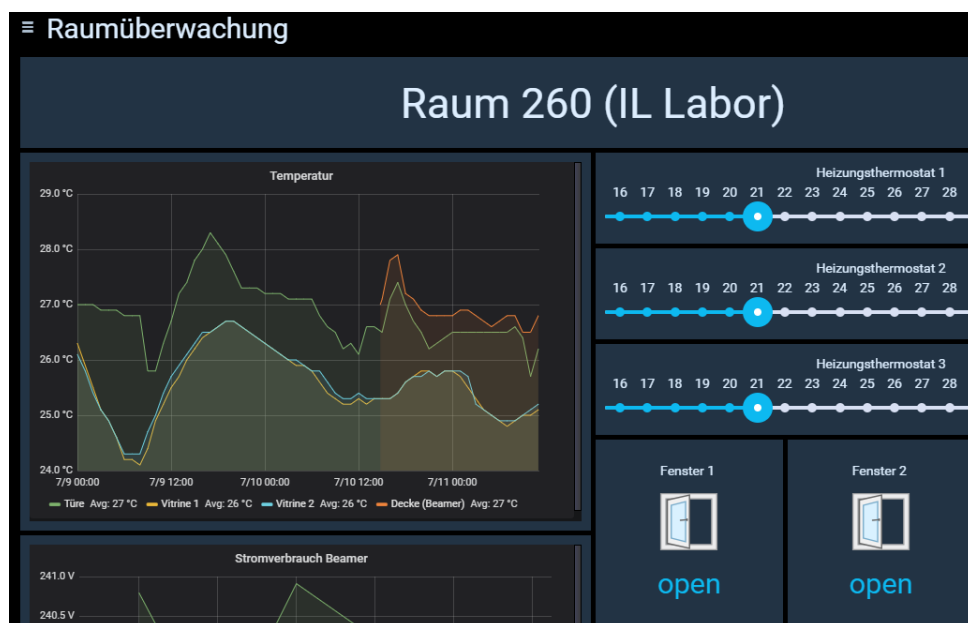 ≡ Raumüberwachung
Raum 260 (IL Labor)
Temperatur
29.0 °C
28.0 °C
27.0 °C
26.0 °C
25.0 °C
24.0 °C
7/9 00:00 7/9 12:00 7/10 00:00 7/10 12:00 7/11 00:00
Türe Avg: 27 °C Vitrine 1 Avg: 26 °C Vitrine 2 Avg: 26 °C Decke (Beamer) Avg: 27 °C
Stromverbrauch Beamer
241.0 V
240.5 V
Heizungsthermostat 1
16 17 18 19 20 21 22 23 24 25 26 27 28
Heizungsthermostat 2
16 17 18 19 20 21 22 23 24 25 26 27 28
Heizungsthermostat 3
16 17 18 19 20 21 22 23 24 25 26 27 28
Fenster 1 Fenster 2
open open